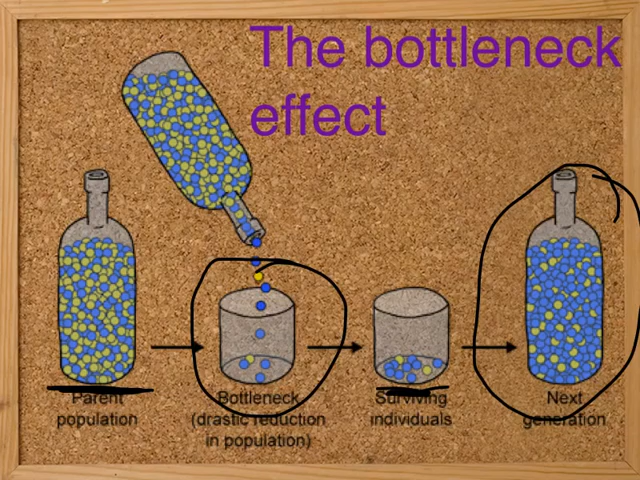 The bottleneck
effect
Parent
population
Bottleneck
(drastic reduction
in population)
Surviving
individuals
Next
generation